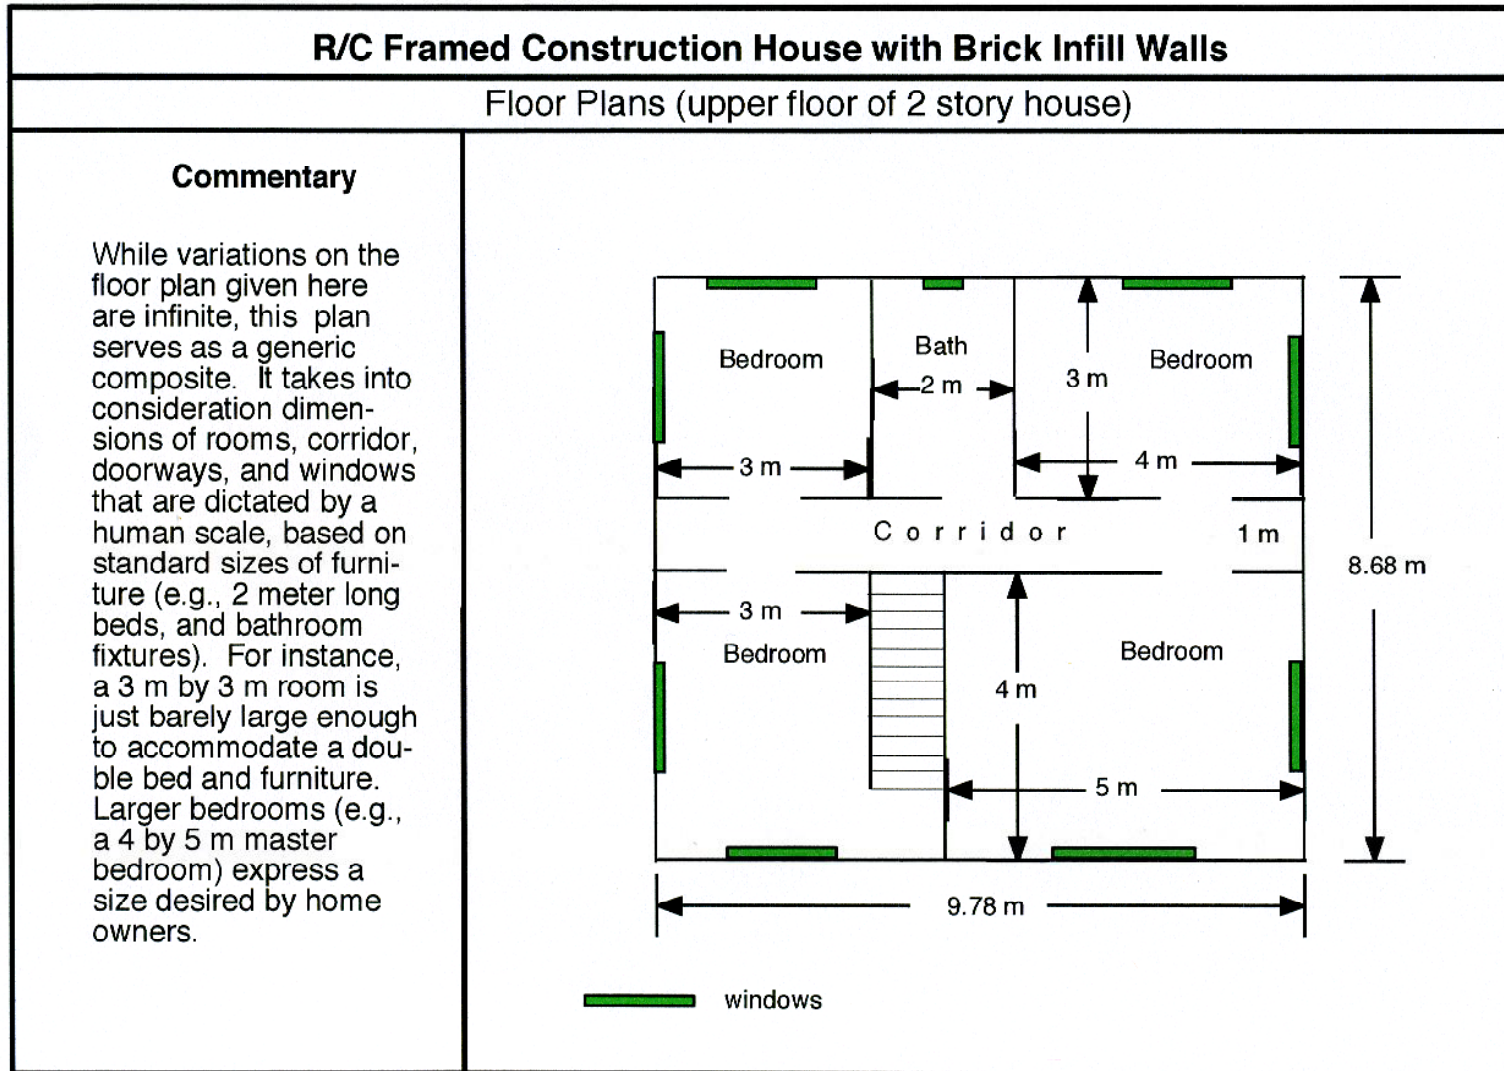 R/C Framed Construction House with Brick Infill Walls
Floor Plans (upper floor of 2 story house)
Commentary
While variations on the
floor plan given here
are infinite, this plan
serves as a generic
composite. It takes into
consideration dimen-
sions of rooms, corridor,
doorways, and windows
that are dictated by a
human scale, based on
standard sizes of furni-
ture (e.g., 2 meter long
beds, and bathroom
fixtures). For instance,
a 3 m by 3 m room is
just barely large enough
to accommodate a dou-
ble bed and furniture.
Larger bedrooms (e.g.,
a 4 by 5 m master
bedroom) express a
size desired by home
owners.
Bedroom
Bath
Bedroom
2 m
3 m
3 m
4 m
Corridor
1 m
8.68 m
3 m
Bedroom
Bedroom
4 m
5 m
9.78 m
windows